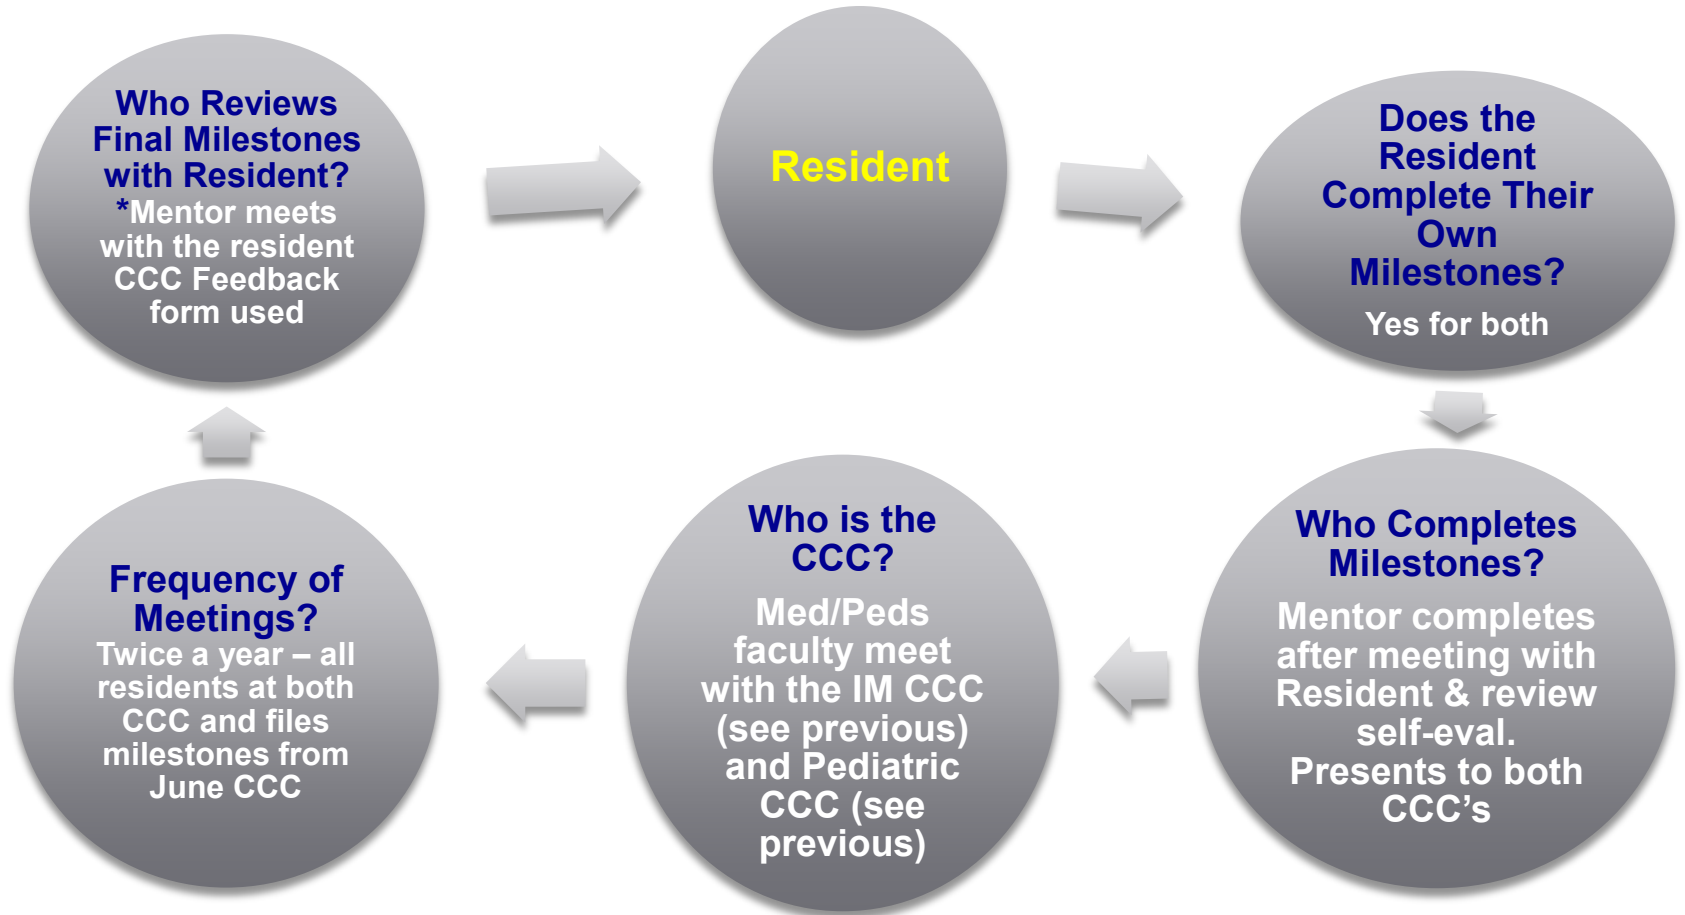 Resident
Does the
Resident
Complete Their
Own
Milestones?
Yes for both
Who Completes
Milestones?
Mentor completes
after meeting with
Resident & review
self-eval.
Presents to both
CCC’s
Who is the
CCC?
Med/Peds
faculty meet
with the IM CCC
(see previous)
and Pediatric
CCC (see
previous)
Frequency of
Meetings?
Twice a year – all
residents at both
CCC and files
milestones from
June CCC
Who Reviews
Final Milestones
with Resident?
*Mentor meets
with the resident
CCC Feedback
form used